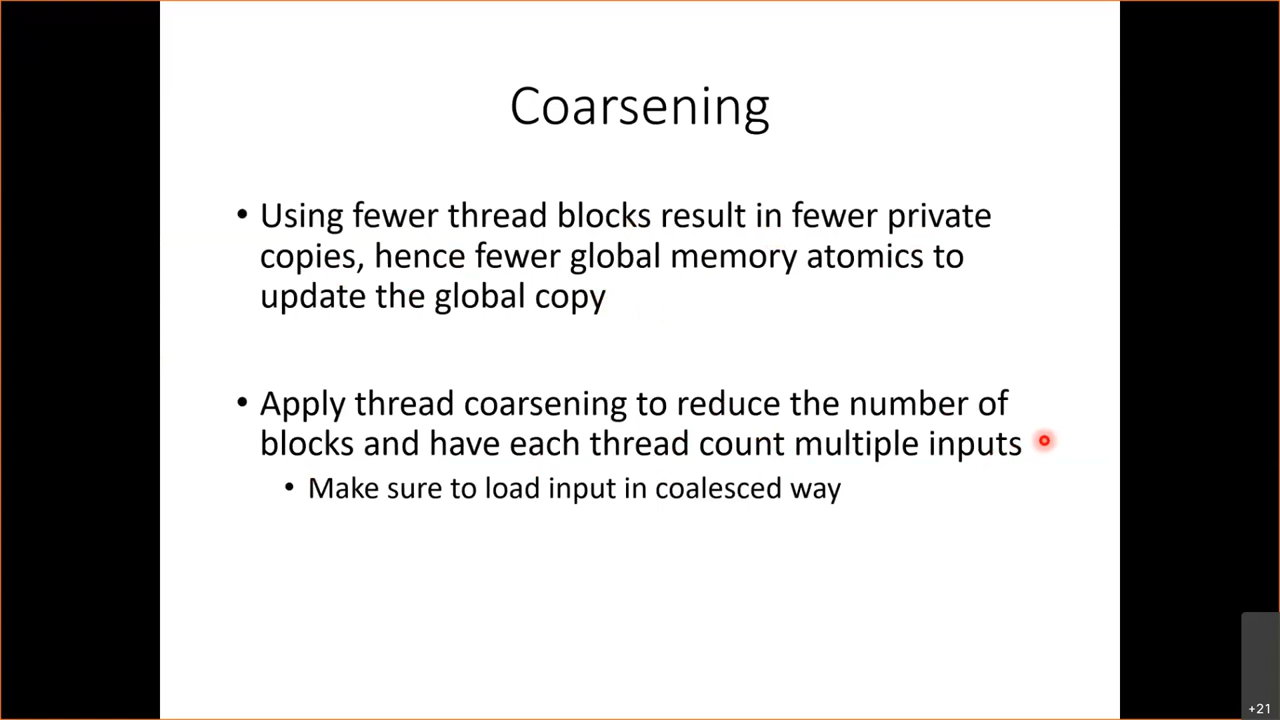 Coarsening
• Using fewer thread blocks result in fewer private
copies, hence fewer global memory atomics to
update the global copy
• Apply thread coarsening to reduce the number of
blocks and have each thread count multiple inputs
• Make sure to load input in coalesced way
+21